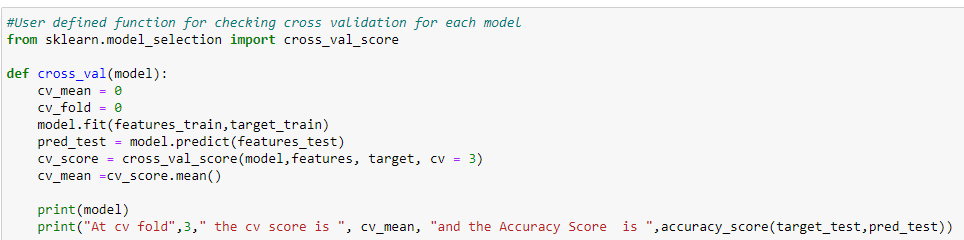 #User defined function for checking cross validation for each model
from sklearn.model_selection import cross_val_score
def cross_val(model):
    cv_mean = 0
    cv_fold = 0
    model.fit(features_train,target_train)
    pred_test = model.predict(features_test)
    cv_score = cross_val_score(model,features, target, cv = 3)
    cv_mean =cv_score.mean()
    print(model)
    print("At cv fold",3," the cv score is ", cv_mean, "and the Accuracy Score  is ",accuracy_score(target_test,pred_test))